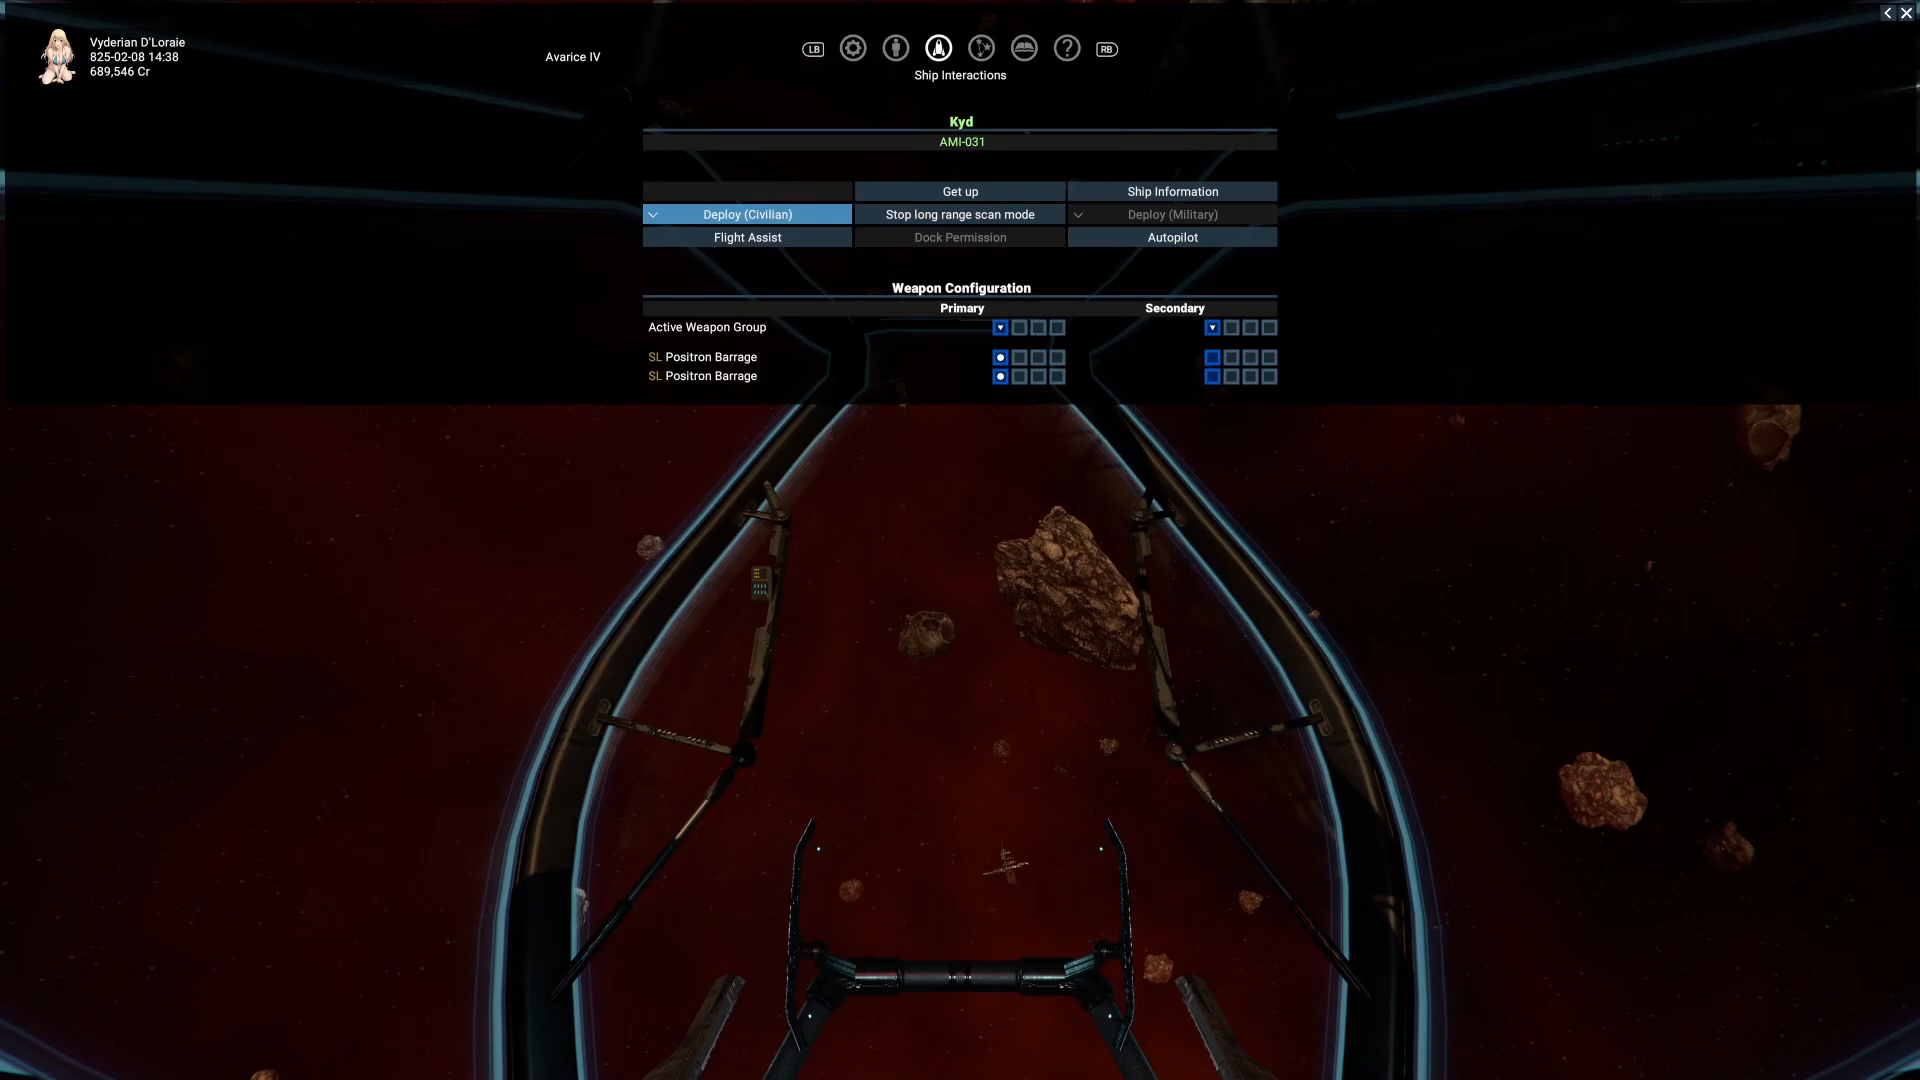 Vyderian D'Loraie
825-02-08 14:38
689,546 Cr
Avarice IV
LB
?
RB
Ship Interactions
Kyd
AMI-031
Get up
Ship Information
Deploy (Civilian)
Stop long range scan mode
Deploy (Military)
Flight Assist
Dock Permission
Autopilot
Weapon Configuration
Primary
Secondary
Active Weapon Group
SL Positron Barrage
SL Positron Barrage